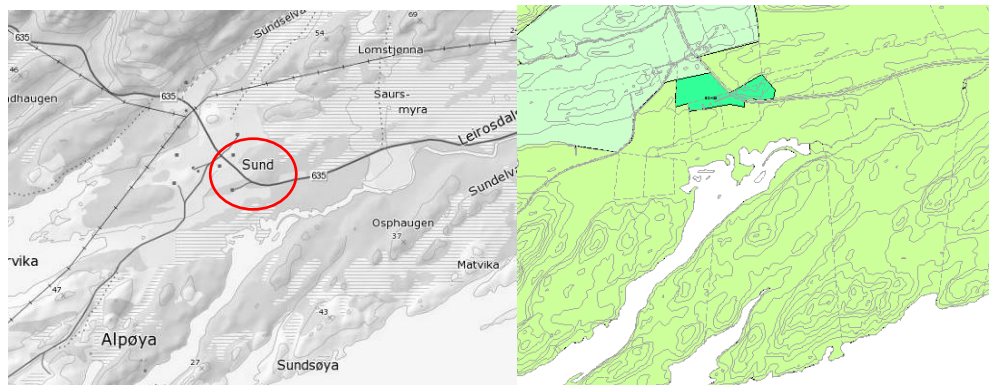 69
Sundselva
54
635
Lomstjønna
46
635
Saurs-
myra
Leirosdal
Sund
635
Sundelv
Osphaugen
37
Matvika
rvika
47
43
Alpøya
27
Sundsøya